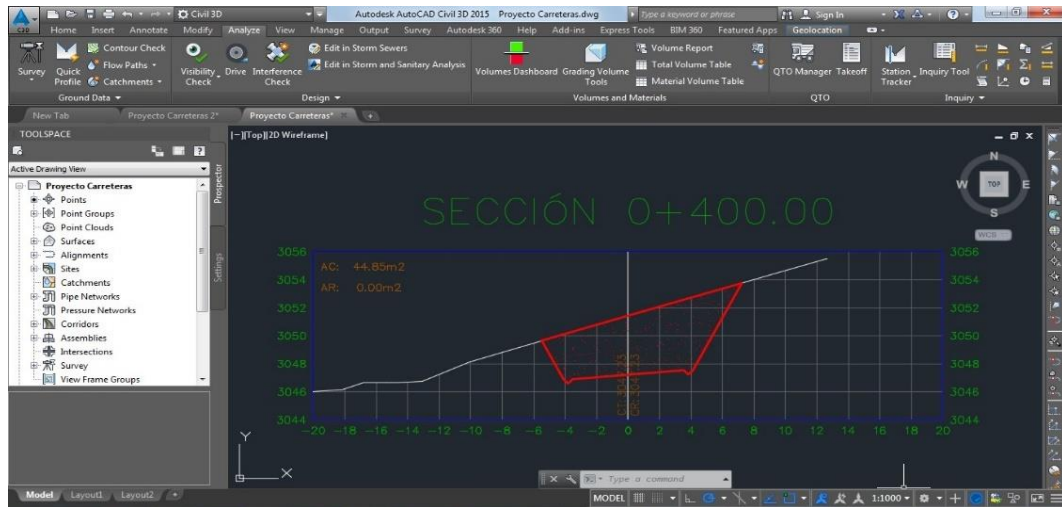 Civil 3D
Autodesk AutoCAD Civil 3D 2015 Proyecto Carreteras.dwg
Type a keyword or phrase
Sign In
Home Insert Annotate Modify Analyze View Manage Output Survey Autodesk 360 Help Add-ins Express Tools BIM 360 Featured Apps Geolocation
Survey
Quick Profile
Contour Check
Flow Paths
Catchments
Ground Data
Visibility Check
Drive
Interference Check
Edit in Storm Sewers
Edit in Storm and Sanitary Analysis
Design
Volumes Dashboard
Grading Volume Tools
Volume Report
Total Volume Table
Material Volume Table
Volumes and Materials
QTO Manager
Takeoff
QTO
Station Tracker
Inquiry Tool
Inquiry
New Tab
Proyecto Carreteras 2*
Proyecto Carreteras*
TOOLSPACE
Active Drawing View
Proyecto Carreteras
Points
Point Groups
Point Clouds
Surfaces
Alignments
Sites
Catchments
Pipe Networks
Pressure Networks
Corridors
Assemblies
Intersections
Survey
View Frame Groups
Prospector
Settings
[−][Top][2D Wireframe]
N
W TOP E
S
WCS
SECCIÓN 0+400.00
AC: 44.85m2
AR: 0.00m2
3056 3056
3054 3054
3052 3052
3050 3050
3048 3048
3046 3046
3044 3044
-20 -18 -16 -14 -12 -10 -8 -6 -4 -2 0 2 4 6 8 10 12 14 16 18 20
Y
X
Type a command
Model Layout1 Layout2
MODEL
1:1000